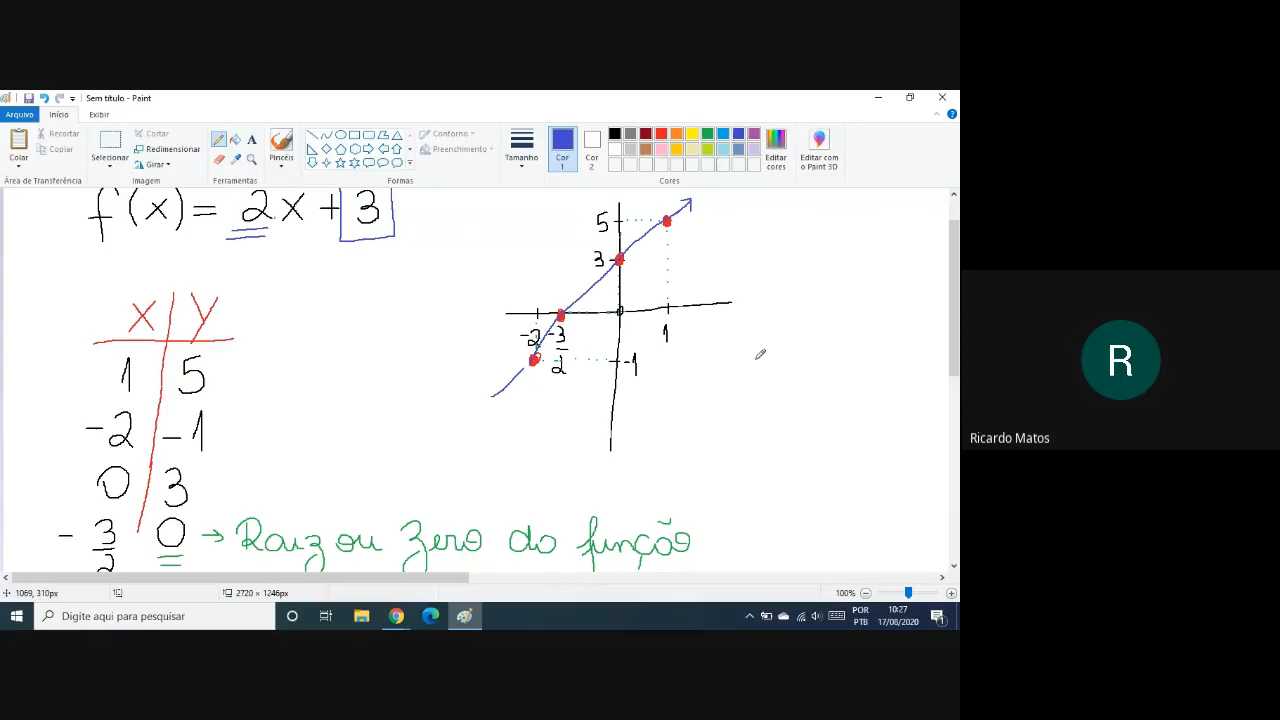 Sem título - Paint
Arquivo Início Exibir
Colar
Recortar
Copiar
Área de Transferência
Selecionar
Cortar
Redimensionar
Girar
Imagem
Ferramentas
Pincéis
Contorno
Preenchimento
Formas
Tamanho
Cor 1
Cor 2
Editar cores
Cores
Editar com o Paint 3D
f(x) = 2x + 3
x y
1 5
-2 -1
0 3
-3/2 0 → Raiz ou Zero da função
5
3
-2 -3/2 1
-1
R
Ricardo Matos
1069, 310px
2720 × 1246px
100%
Digite aqui para pesquisar
POR
PTB
10:27
17/08/2020
1